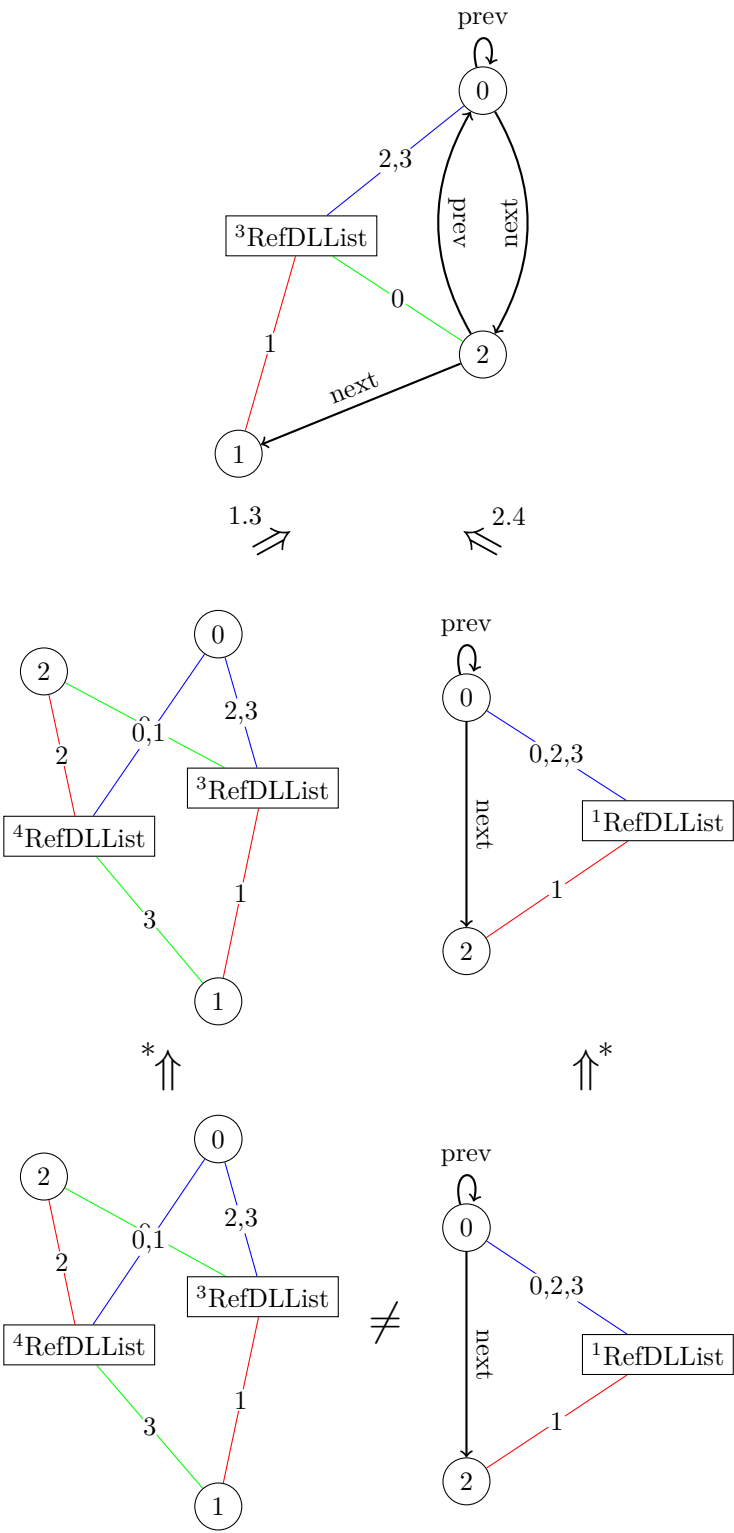 prev
0
2,3
prev
next
³RefDLList
0
1
2
next
1
1.3
2.4
0
2
prev
0
2,3
0,1
2
0,2,3
³RefDLList
next
¹RefDLList
⁴RefDLList
1
1
3
2
1
*
*
0
prev
2
2,3
0
0,1
2
0,2,3
³RefDLList
≠
⁴RefDLList
next
¹RefDLList
1
1
3
2
1